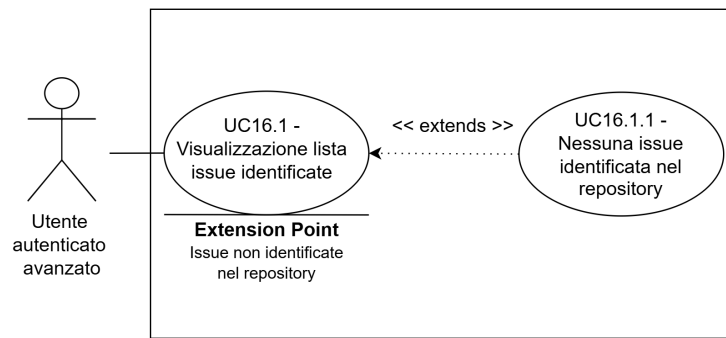 Utente
autenticato
avanzato
UC16.1 -
Visualizzazione lista
issue identificate
Extension Point
Issue non identificate
nel repository
<< extends >>
UC16.1.1 -
Nessuna issue
identificata nel
repository